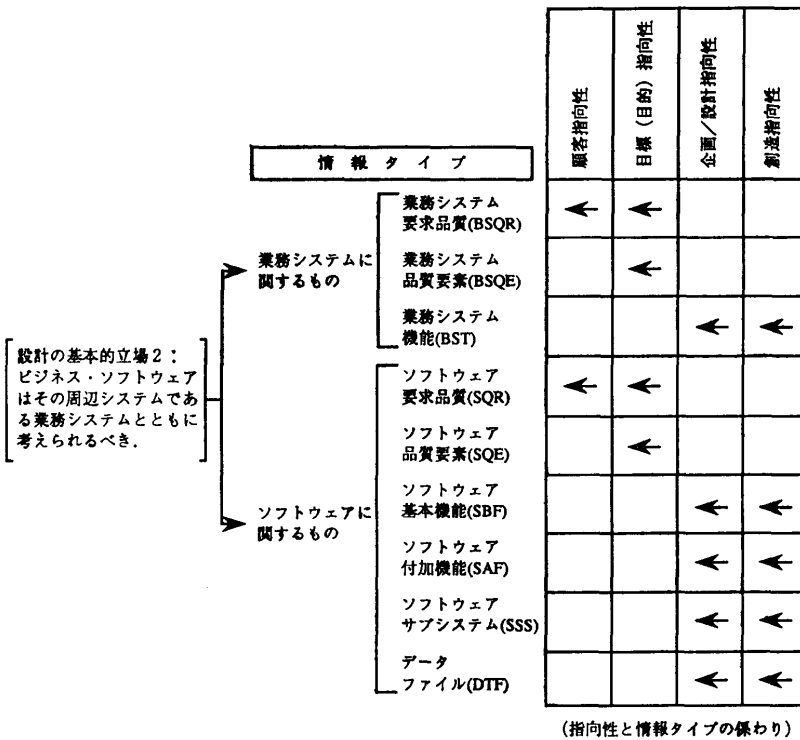 顧客指向性
目標(目的)指向性
企画/設計指向性
創造指向性
情報タイプ
業務システム
要求品質(BSQR)
業務システムに
関するもの
業務システム
品質要素(BSQE)
業務システム
機能(BST)
設計の基本的立場2:
ビジネス・ソフトウェア
はその周辺システムであ
る業務システムとともに
考えられるべき.
ソフトウェア
要求品質(SQR)
ソフトウェア
品質要素(SQE)
ソフトウェアに
関するもの
ソフトウェア
基本機能(SBF)
ソフトウェア
付加機能(SAF)
ソフトウェア
サブシステム(SSS)
データ
ファイル(DTF)
(指向性と情報タイプの係わり)